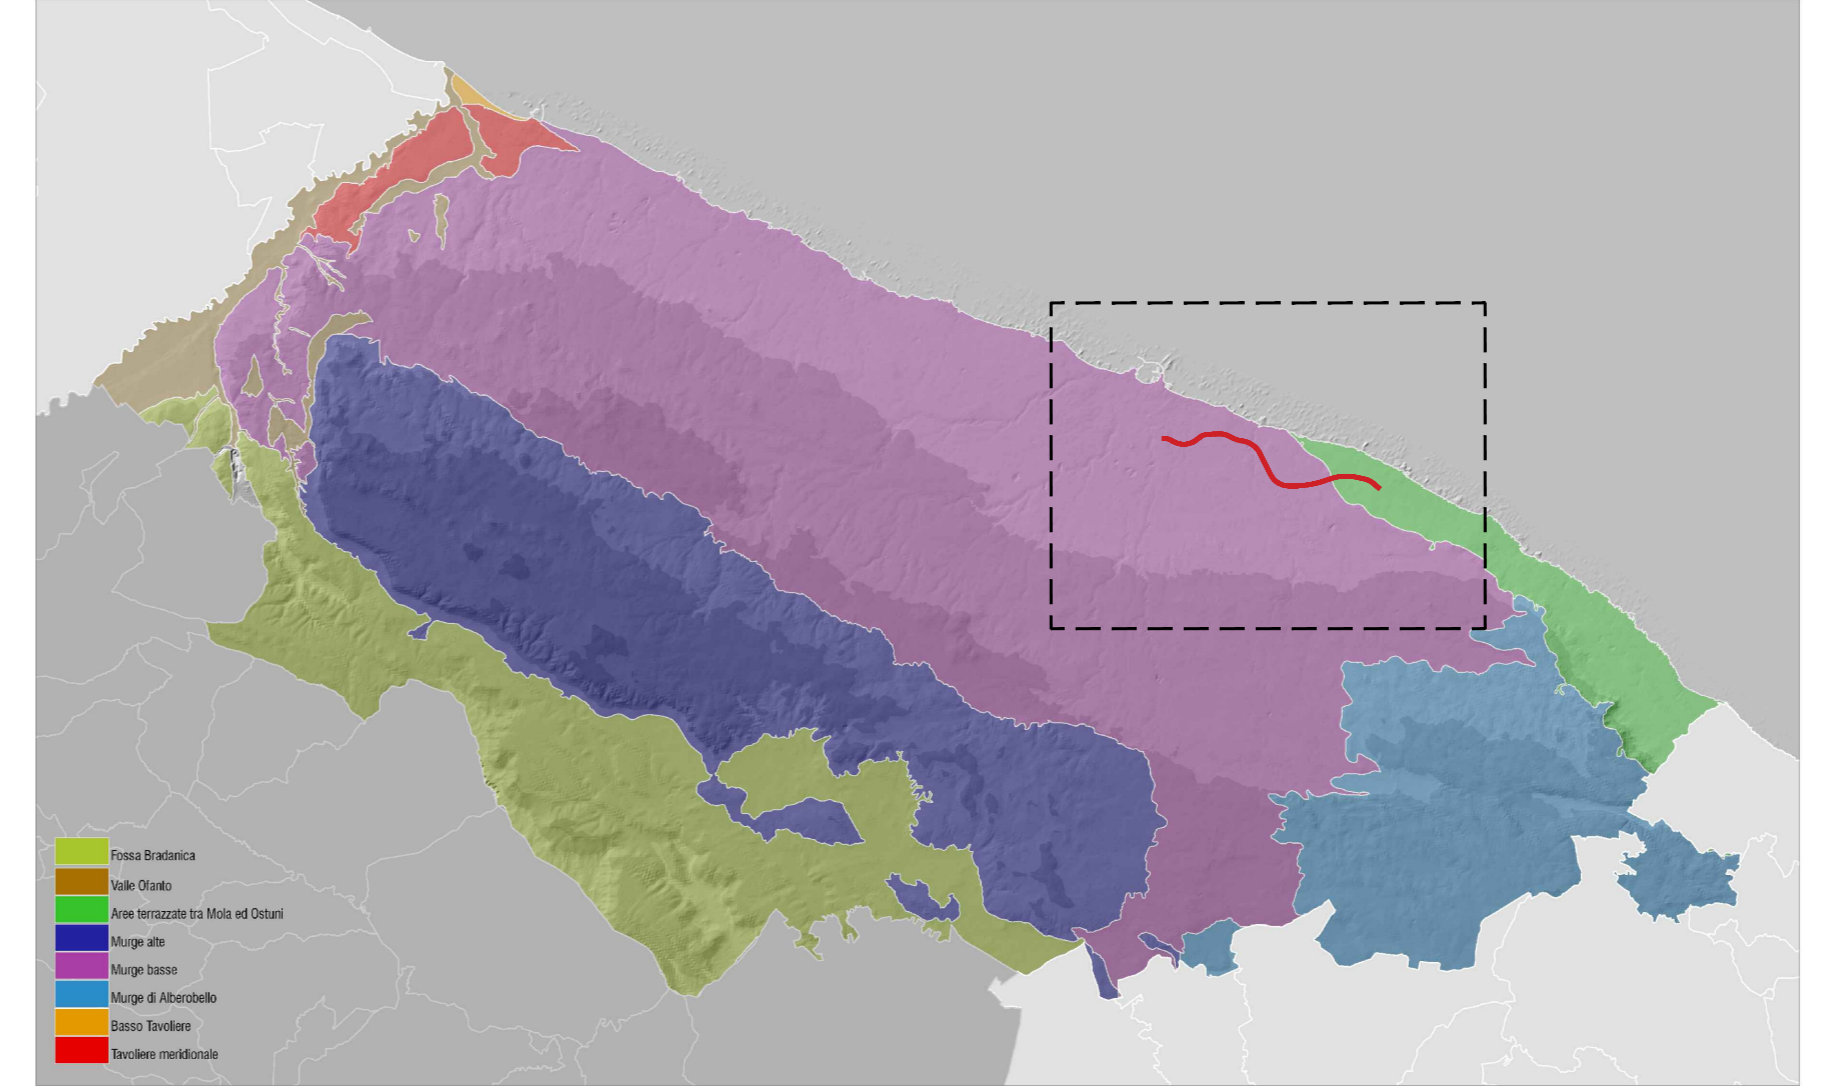 Fossa Bradanica
Valle Ofanto
Aree terrazzate tra Mola ed Ostuni
Murge alte
Murge basse
Murge di Alberobello
Basso Tavoliere
Tavoliere meridionale